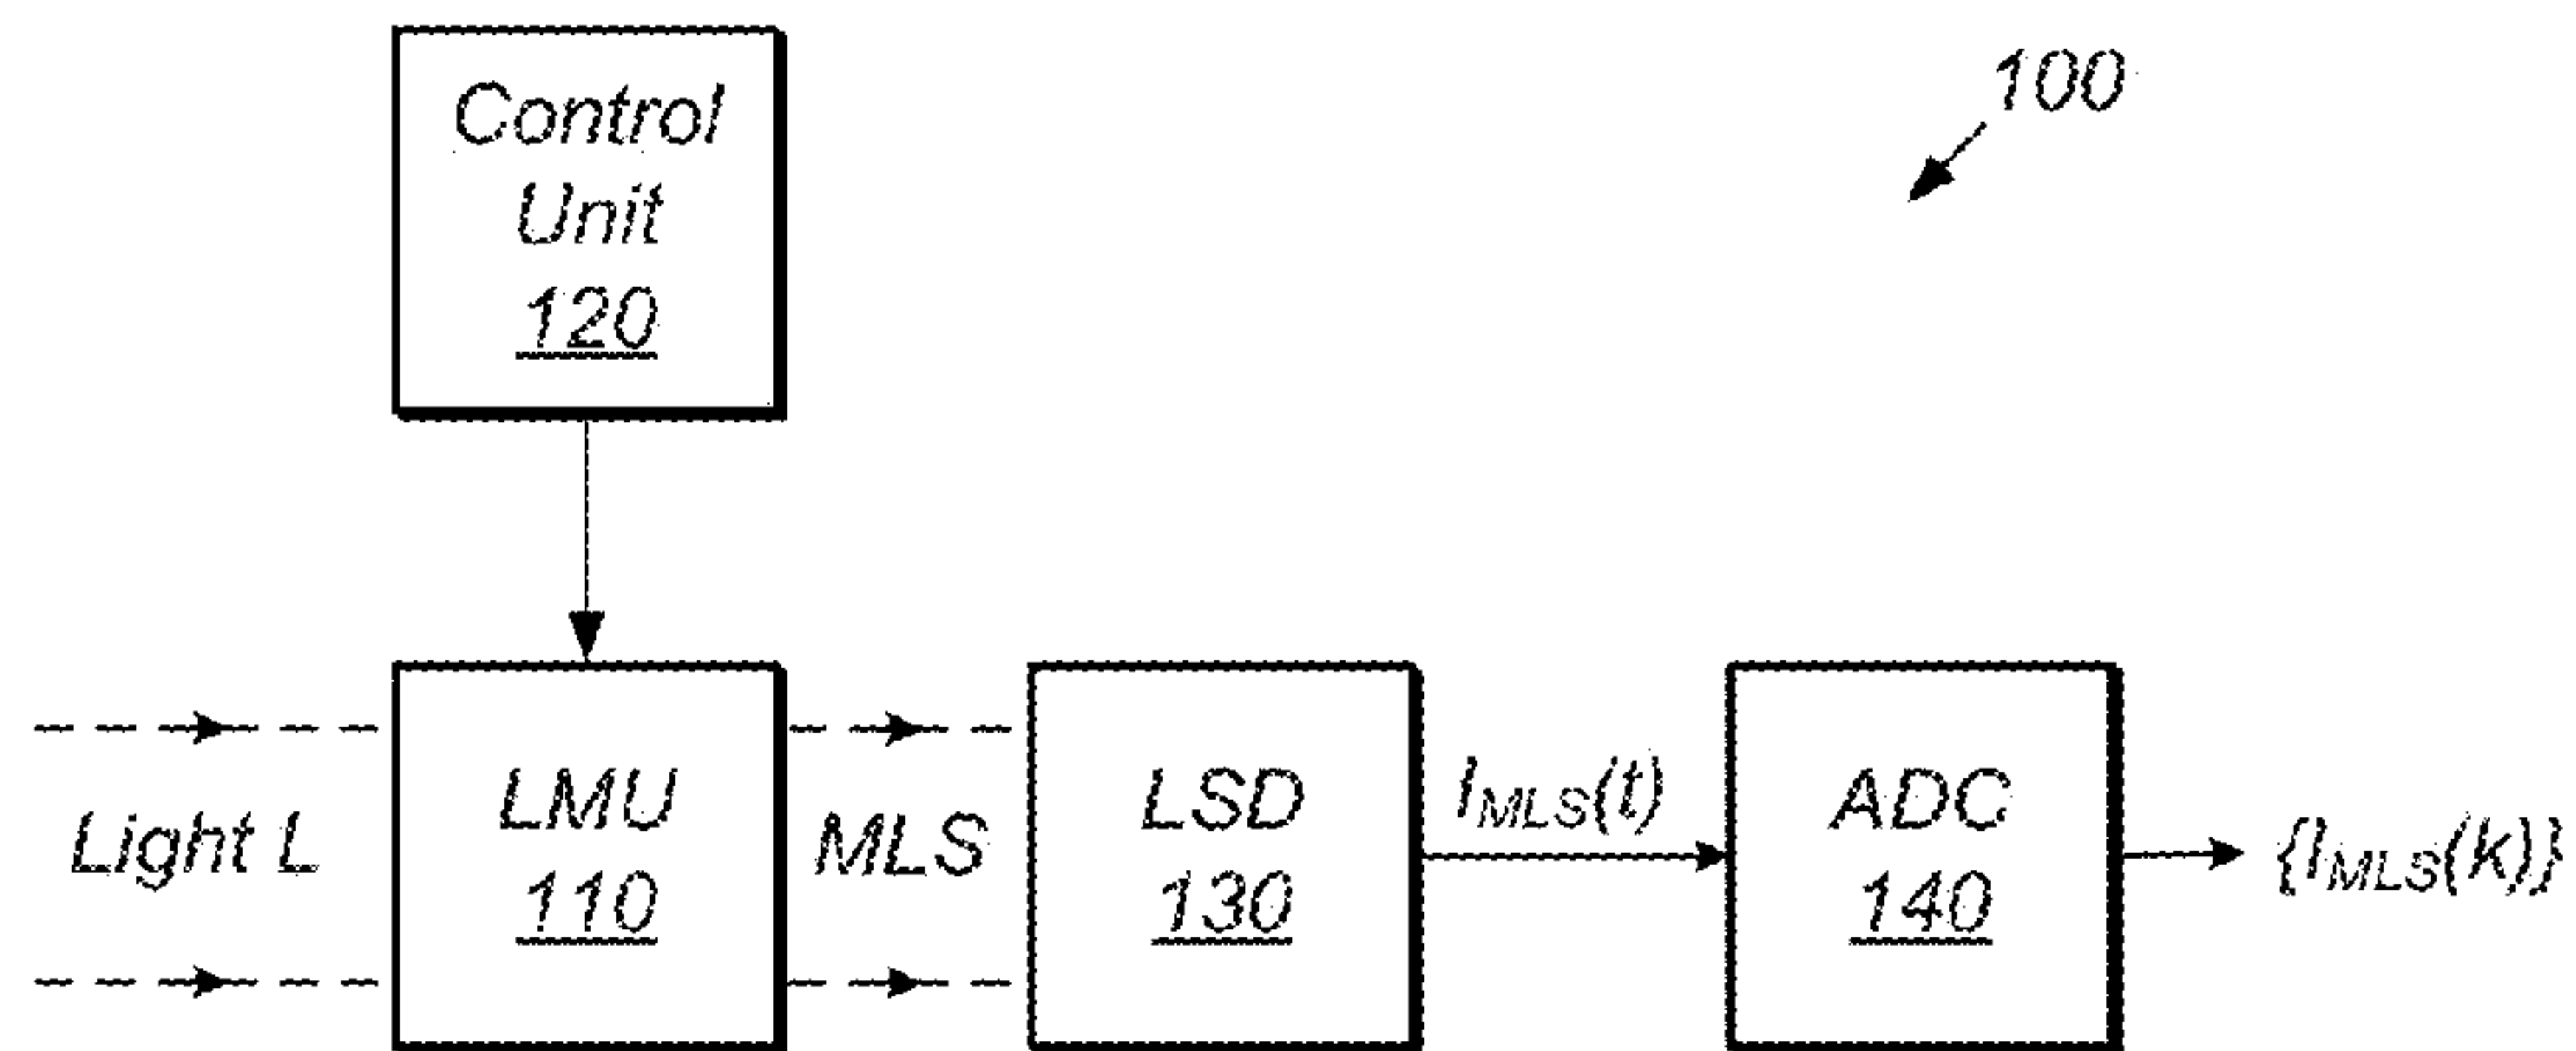 Control
Unit
120
100
Light L
LMU
110
MLS
LSD
130
I_MLS(t)
ADC
140
{I_MLS(k)}